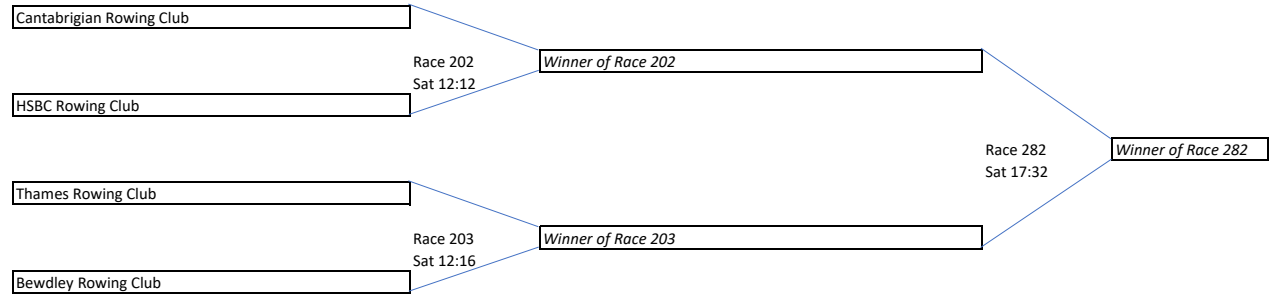 Cantabrigian Rowing Club
Race 202
Sat 12:12
Winner of Race 202
HSBC Rowing Club
Race 282
Sat 17:32
Winner of Race 282
Thames Rowing Club
Race 203
Sat 12:16
Winner of Race 203
Bewdley Rowing Club